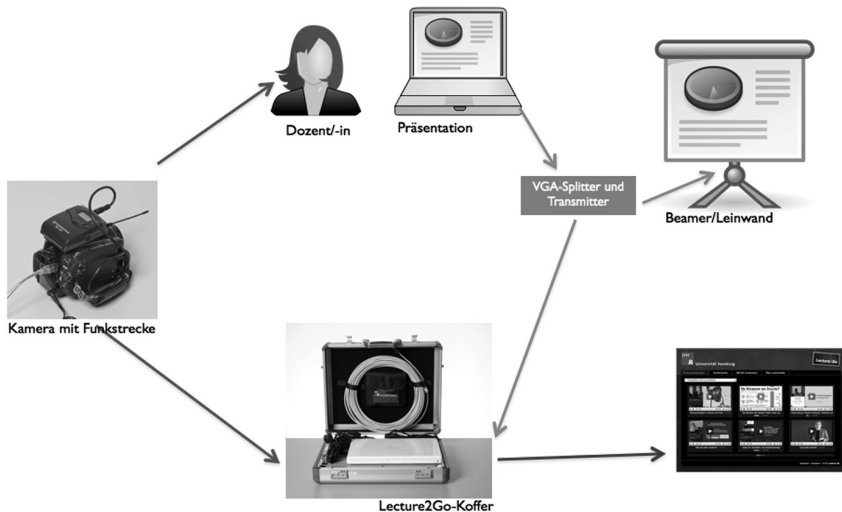 Dozent/-in
Präsentation
VGA-Splitter und
Transmitter
Beamer/Leinwand
Kamera mit Funkstrecke
Universität Hamburg
Lecture2Go-Koffer